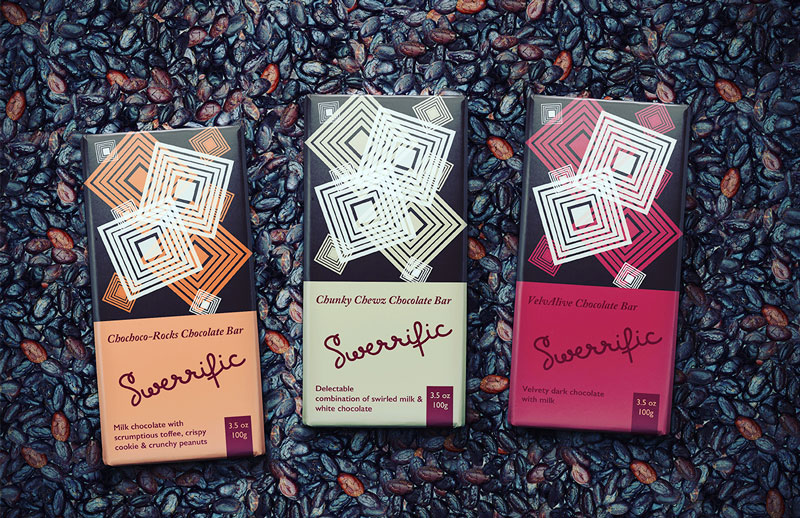 Chochoco-Rocks Chocolate Bar
Swerrific
Milk chocolate with
scrumptious toffee, crispy
cookie & crunchy peanuts
3.5 oz
100g
Chunky Chewz Chocolate Bar
Swerrific
Delectable
combination of swirled milk &
white chocolate
3.5 oz
100g
VelvAlive Chocolate Bar
Swerrific
Velvety dark chocolate
with milk
3.5 oz
100g